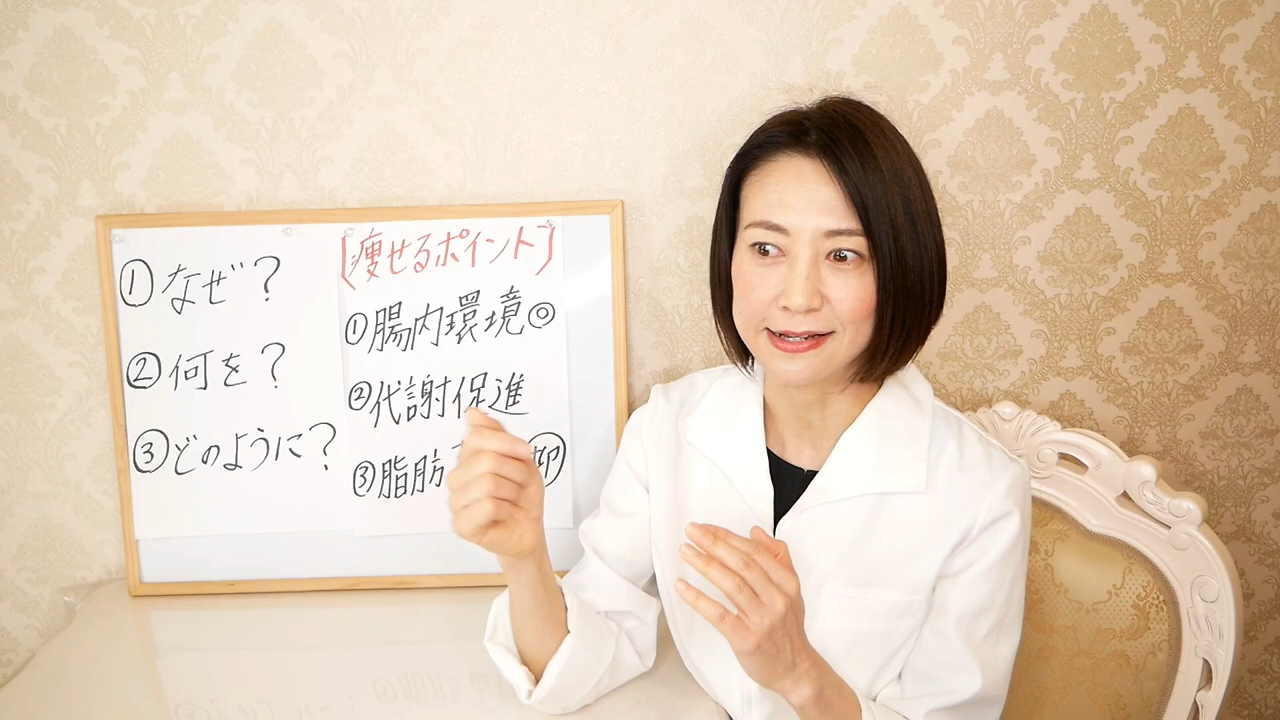 ①なぜ？
②何を？
③どのように？
[痩せるポイント]
①腸内環境◎
②代謝促進
③脂肪 抑